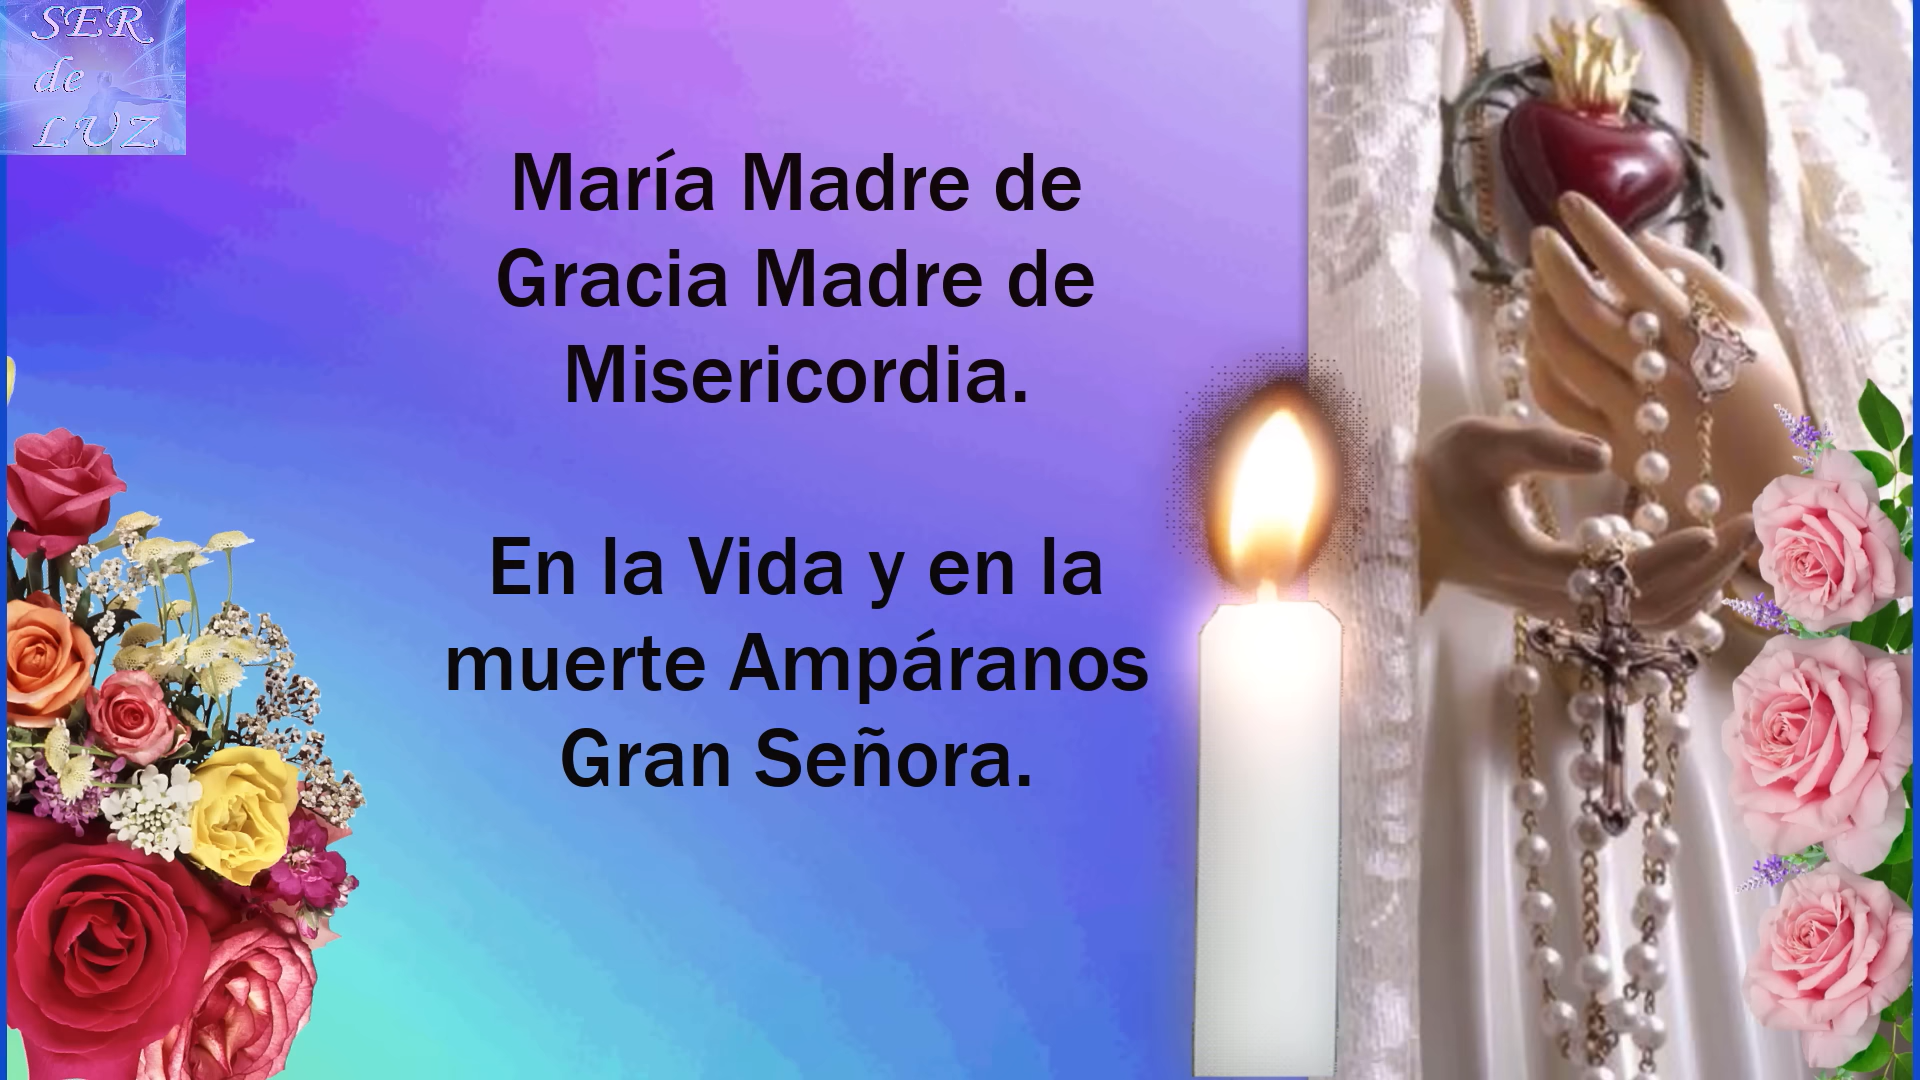 SER
de
LUZ
María Madre de
Gracia Madre de
Misericordia.
En la Vida y en la
muerte Ampáranos
Gran Señora.